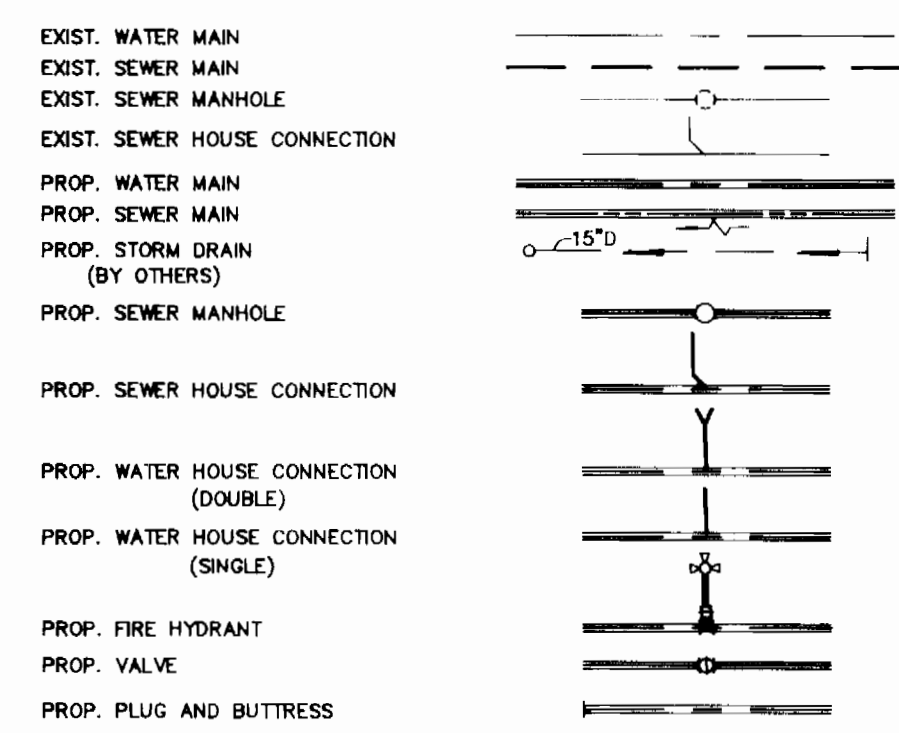 EXIST. WATER MAIN
EXIST. SEWER MAIN
EXIST. SEWER MANHOLE
EXIST. SEWER HOUSE CONNECTION
PROP. WATER MAIN
PROP. SEWER MAIN
PROP. STORM DRAIN
(BY OTHERS)
15"D
PROP. SEWER MANHOLE
PROP. SEWER HOUSE CONNECTION
PROP. WATER HOUSE CONNECTION
(DOUBLE)
PROP. WATER HOUSE CONNECTION
(SINGLE)
PROP. FIRE HYDRANT
PROP. VALVE
PROP. PLUG AND BUTTRESS